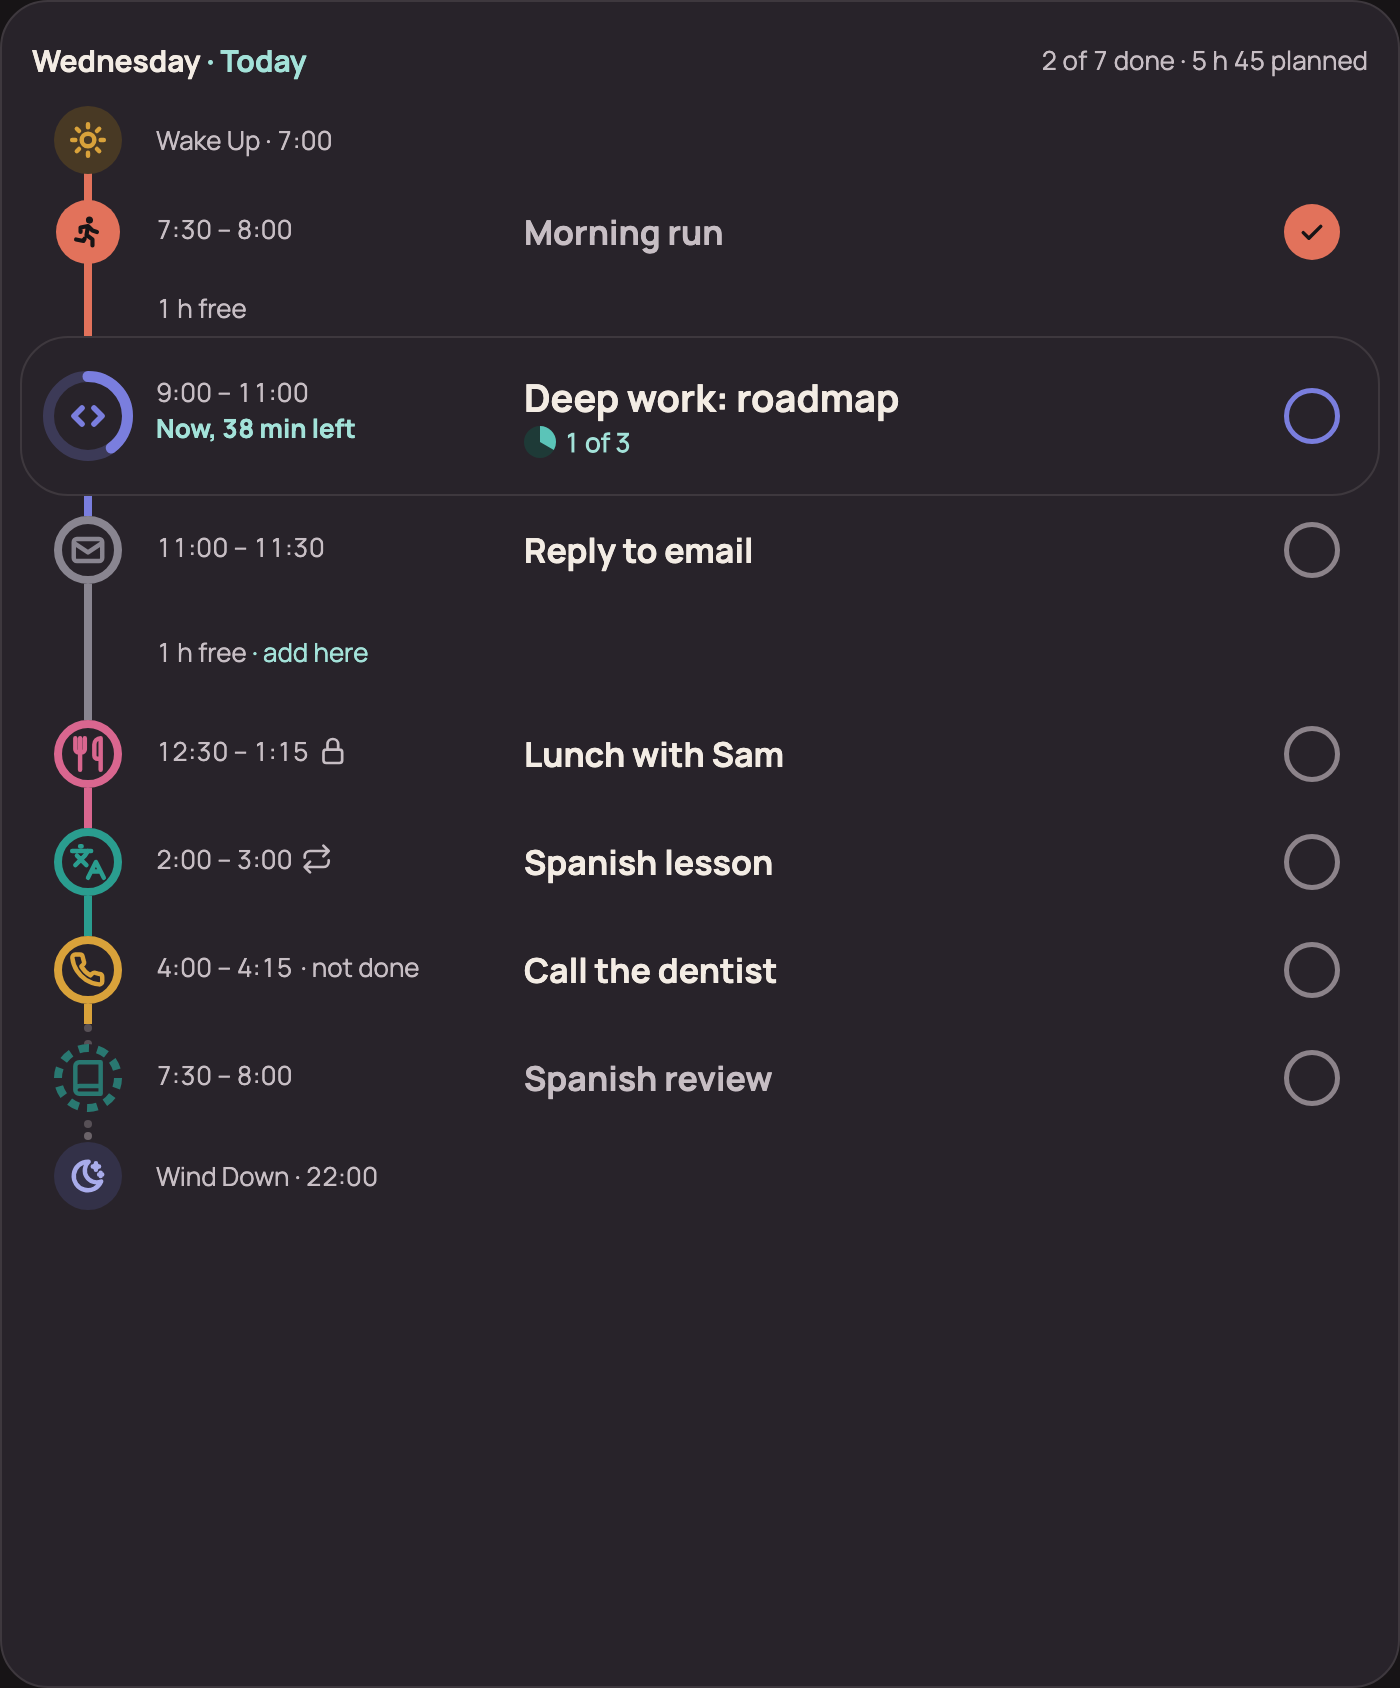 Wednesday · Today
2 of 7 done · 5 h 45 planned
Wake Up · 7:00
7:30 – 8:00
Morning run
1 h free
9:00 – 11:00
Now, 38 min left
Deep work: roadmap
1 of 3
11:00 – 11:30
Reply to email
1 h free · add here
12:30 – 1:15
Lunch with Sam
2:00 – 3:00
Spanish lesson
4:00 – 4:15 · not done
Call the dentist
7:30 – 8:00
Spanish review
Wind Down · 22:00